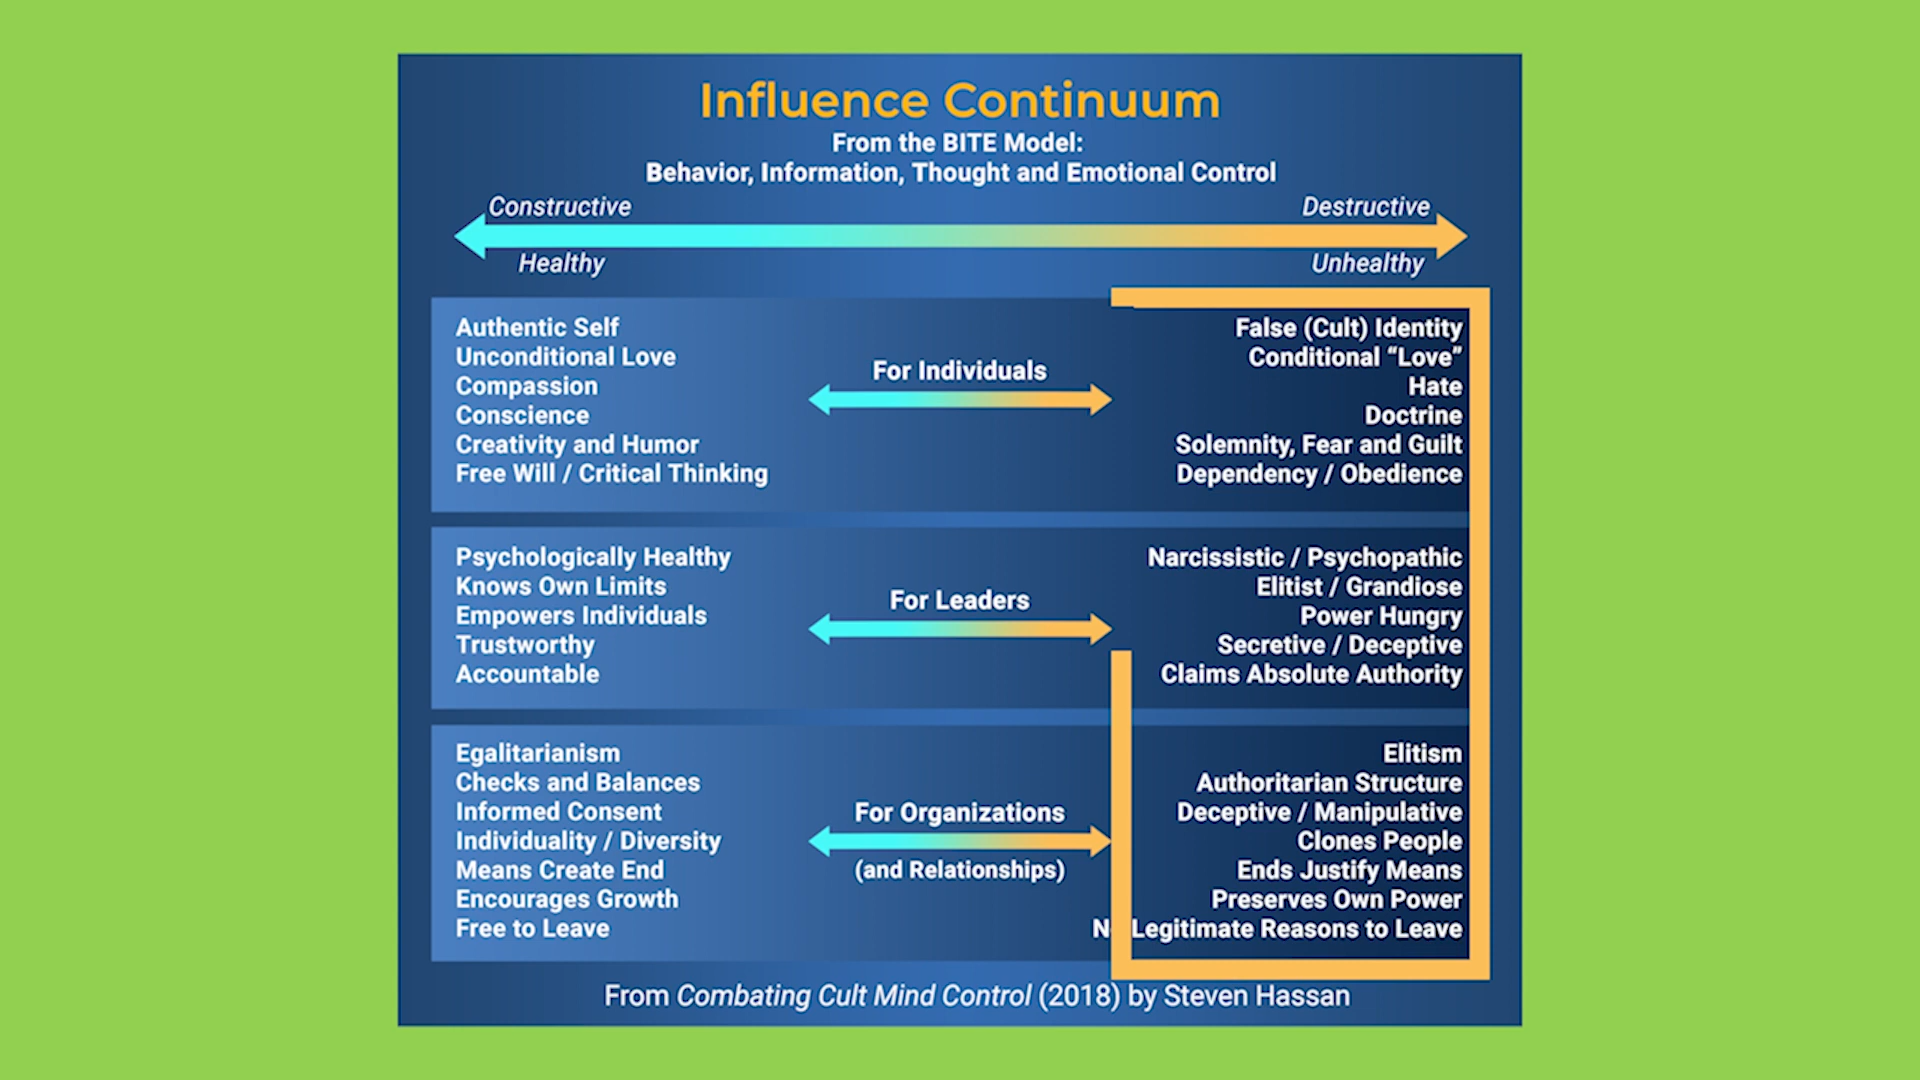 Influence Continuum
From the BITE Model:
Behavior, Information, Thought and Emotional Control
Constructive
Destructive
Healthy
Unhealthy
Authentic Self
Unconditional Love
Compassion
Conscience
Creativity and Humor
Free Will / Critical Thinking
For Individuals
False (Cult) Identity
Conditional “Love”
Hate
Doctrine
Solemnity, Fear and Guilt
Dependency / Obedience
Psychologically Healthy
Knows Own Limits
Empowers Individuals
Trustworthy
Accountable
For Leaders
Narcissistic / Psychopathic
Elitist / Grandiose
Power Hungry
Secretive / Deceptive
Claims Absolute Authority
Egalitarianism
Checks and Balances
Informed Consent
Individuality / Diversity
Means Create End
Encourages Growth
Free to Leave
For Organizations
(and Relationships)
Elitism
Authoritarian Structure
Deceptive / Manipulative
Clones People
Ends Justify Means
Preserves Own Power
No Legitimate Reasons to Leave
From Combating Cult Mind Control (2018) by Steven Hassan